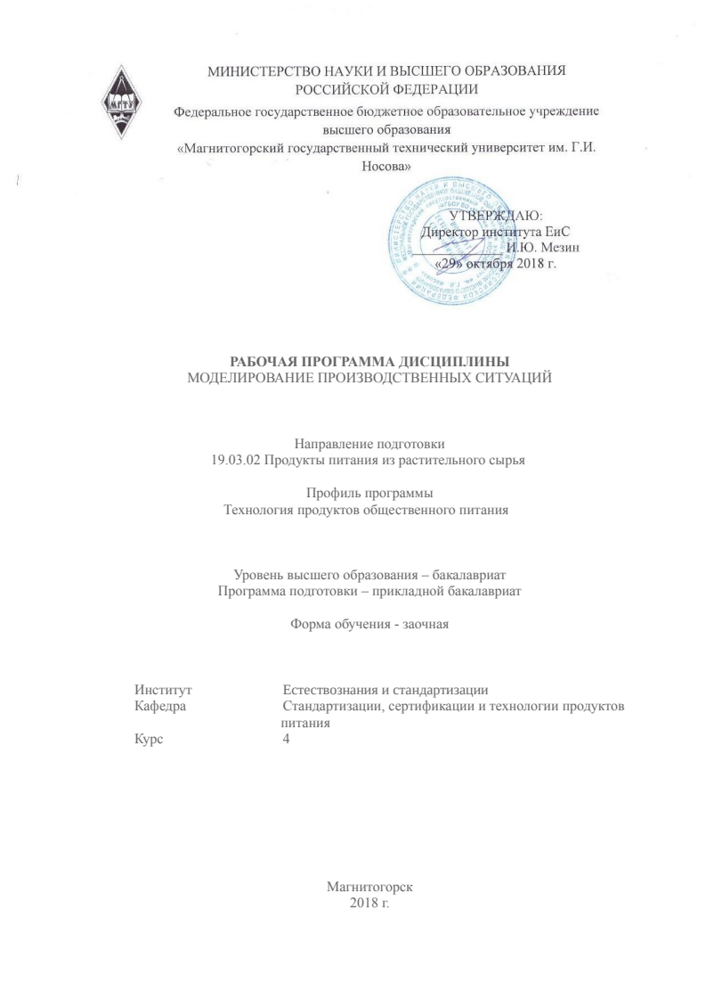 МГТУ
МИНИСТЕРСТВО НАУКИ И ВЫСШЕГО ОБРАЗОВАНИЯ
РОССИЙСКОЙ ФЕДЕРАЦИИ
Федеральное государственное бюджетное образовательное учреждение
высшего образования
«Магнитогорский государственный технический университет им. Г.И.
Носова»
УТВЕРЖДАЮ:
Директор института ЕиС
И.Ю. Мезин
«29» октября 2018 г.
РАБОЧАЯ ПРОГРАММА ДИСЦИПЛИНЫ
МОДЕЛИРОВАНИЕ ПРОИЗВОДСТВЕННЫХ СИТУАЦИЙ
Направление подготовки
19.03.02 Продукты питания из растительного сырья
Профиль программы
Технология продуктов общественного питания
Уровень высшего образования – бакалавриат
Программа подготовки – прикладной бакалавриат
Форма обучения - заочная
Институт Естествознания и стандартизации
Кафедра Стандартизации, сертификации и технологии продуктов
питания
Курс 4
Магнитогорск
2018 г.